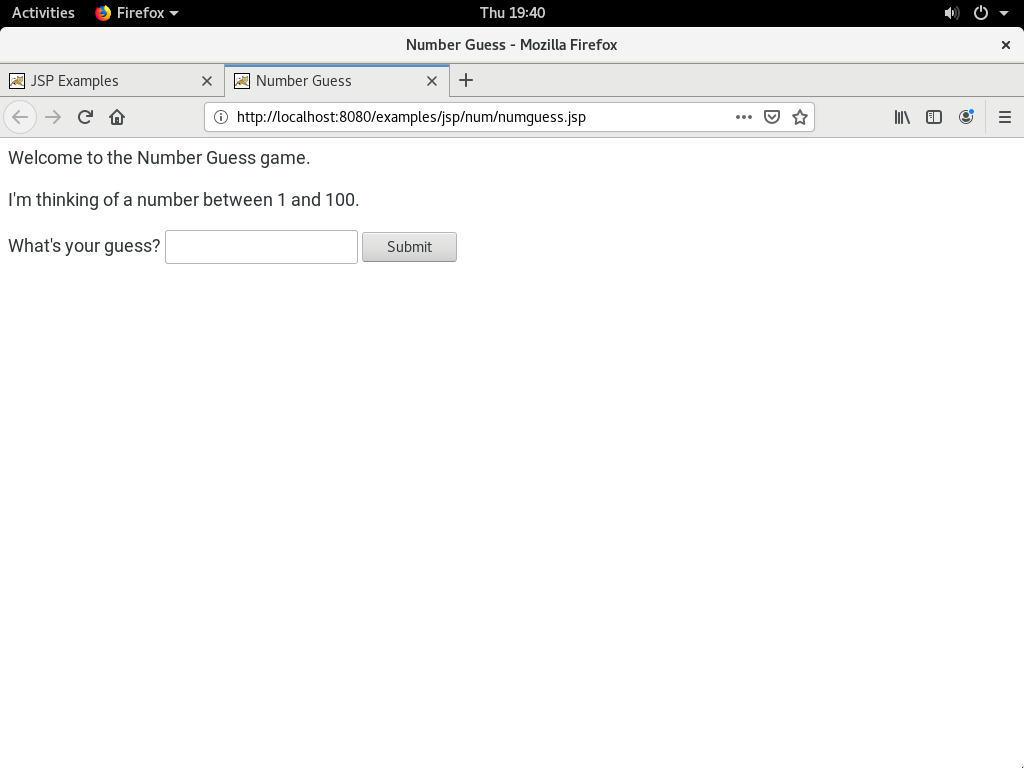 Activities Firefox Thu 19:40
Number Guess - Mozilla Firefox
JSP Examples Number Guess
http://localhost:8080/examples/jsp/num/numguess.jsp
Welcome to the Number Guess game.
I'm thinking of a number between 1 and 100.
What's your guess? Submit